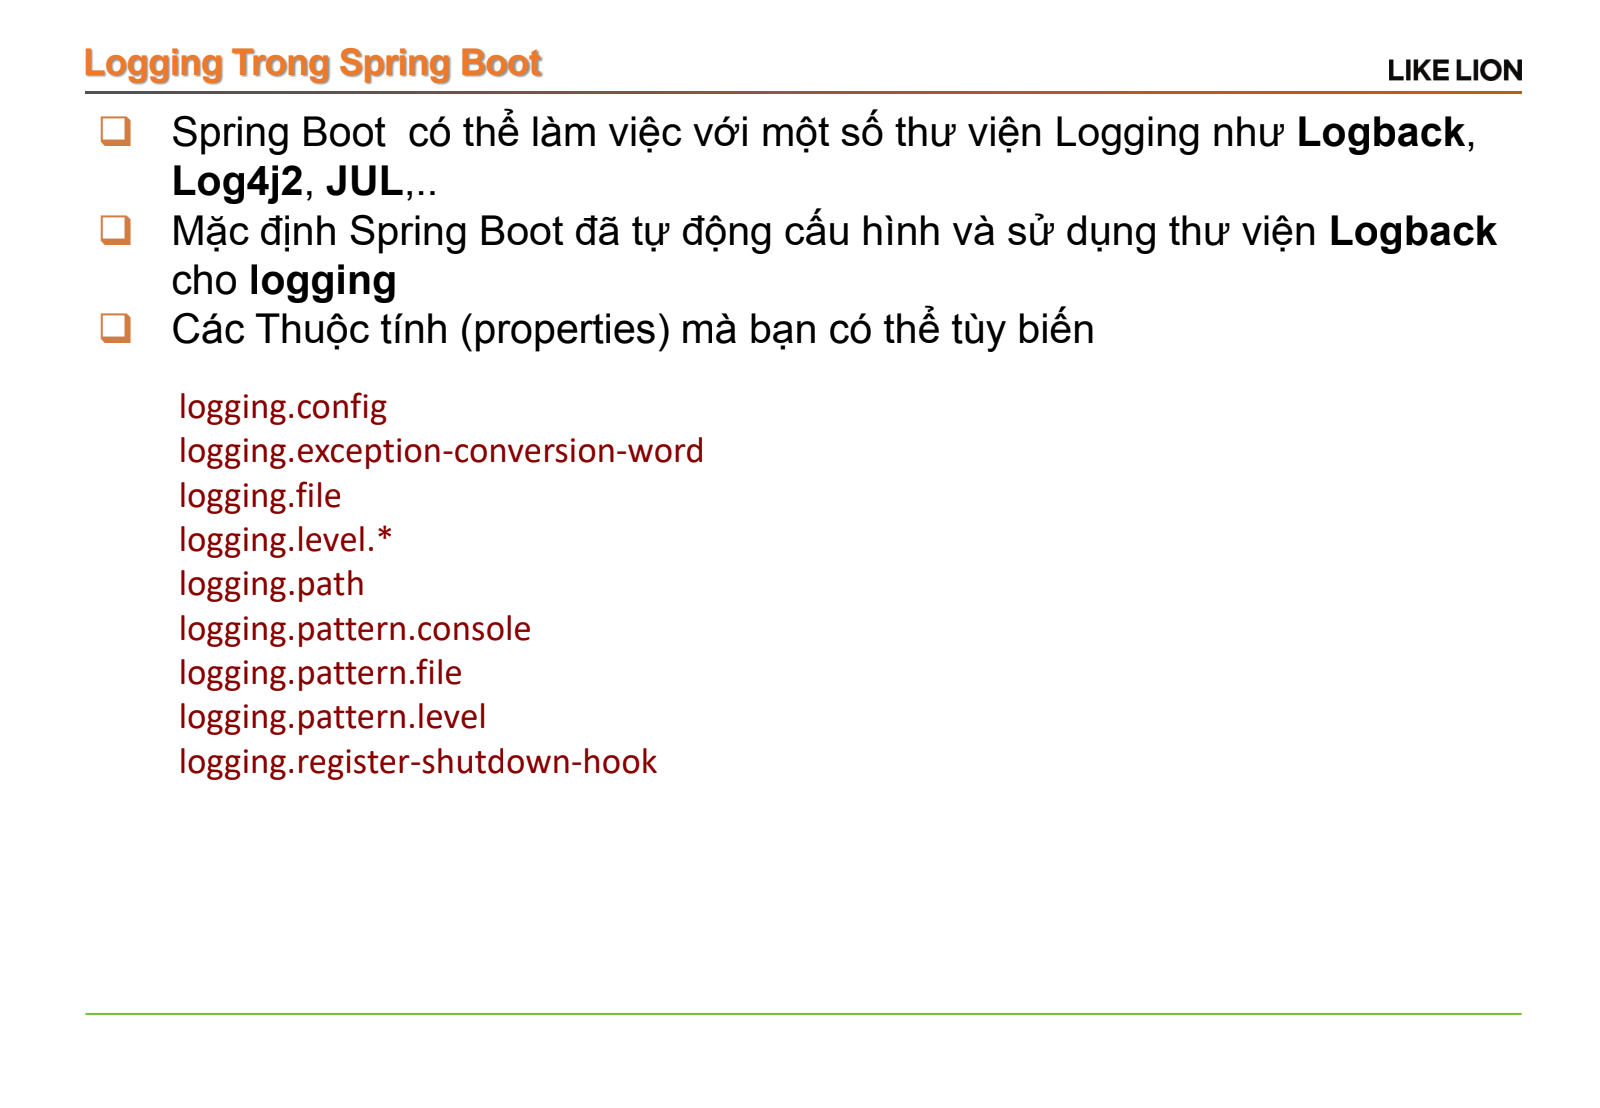 Logging Trong Spring Boot
LIKE LION
Spring Boot  có thể làm việc với một số thư viện Logging như Logback,
Log4j2, JUL,..
Mặc định Spring Boot đã tự động cấu hình và sử dụng thư viện Logback
cho logging
Các Thuộc tính (properties) mà bạn có thể tùy biến
logging.config
logging.exception-conversion-word
logging.file
logging.level.*
logging.path
logging.pattern.console
logging.pattern.file
logging.pattern.level
logging.register-shutdown-hook